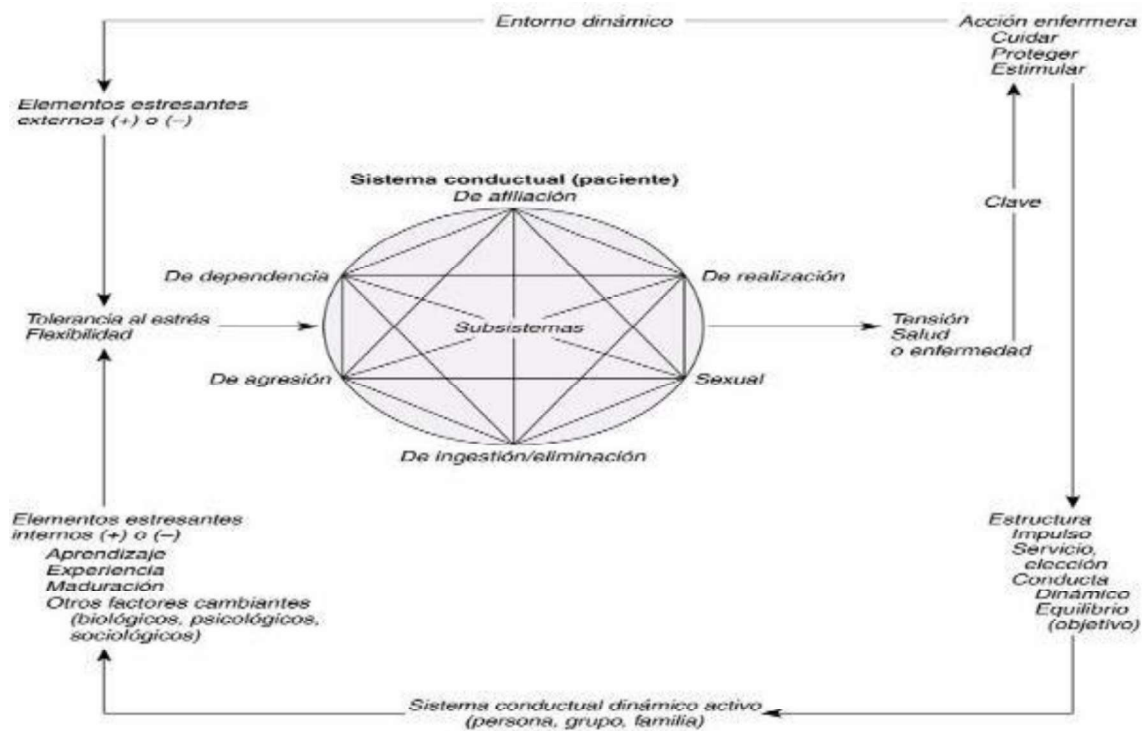 Entorno dinámico
Acción enfermera
Cuidar
Proteger
Estimular
Elementos estresantes
externos (+) o (–)
Sistema conductual (paciente)
De afiliación
Clave
De dependencia
De realización
Tolerancia al estrés
Flexibilidad
Subsistemas
Tensión
Salud
o enfermedad
De agresión
Sexual
De ingestión/eliminación
Elementos estresantes
internos (+) o (–)
Aprendizaje
Experiencia
Maduración
Otros factores cambiantes
(biológicos, psicológicos,
sociológicos)
Estructura
Impulso
Servicio,
elección
Conducta
Dinámico
Equilibrio
(objetivo)
Sistema conductual dinámico activo
(persona, grupo, familia)